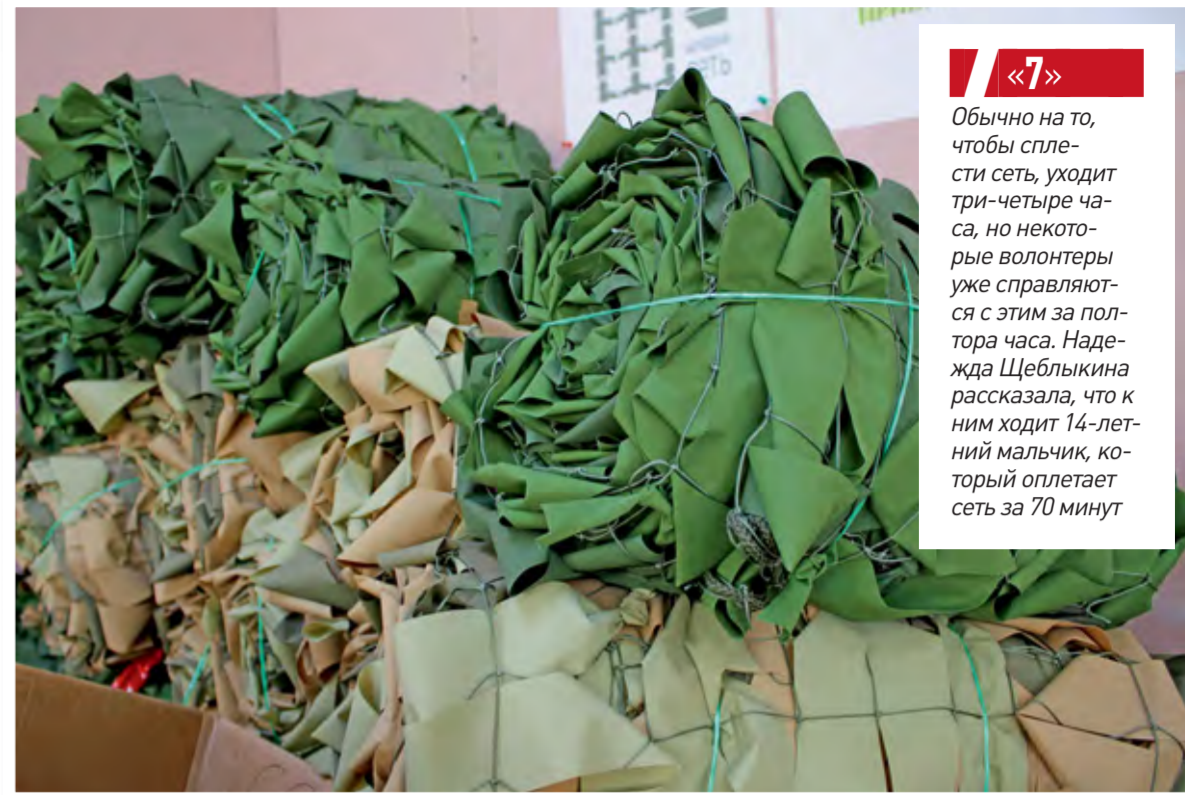 «7»
Обычно на то,
чтобы спле-
сти сеть, уходит
три-четыре ча-
са, но некото-
рые волонтеры
уже справляют-
ся с этим за пол-
тора часа. Наде-
жда Щеблыкина
рассказала, что к
ним ходит 14-лет-
ний мальчик, ко-
торый оплетает
сеть за 70 минут